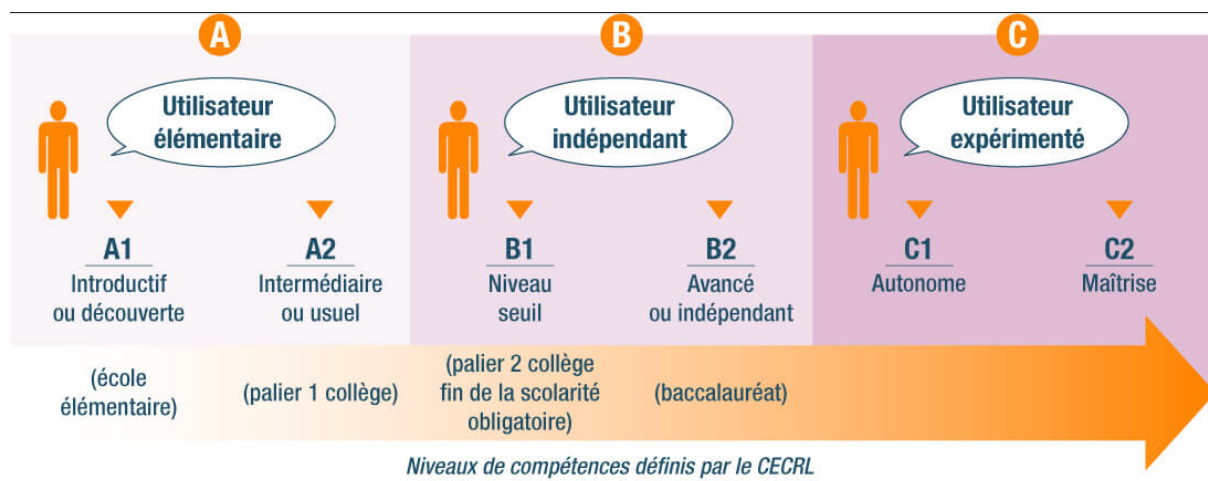 A
B
C
Utilisateur
élémentaire
Utilisateur
indépendant
Utilisateur
expérimenté
A1
Introductif
ou découverte
A2
Intermédiaire
ou usuel
B1
Niveau
seuil
B2
Avancé
ou indépendant
C1
Autonome
C2
Maîtrise
(école
élémentaire)
(palier 1 collège)
(palier 2 collège
fin de la scolarité
obligatoire)
(baccalauréat)
Niveaux de compétences définis par le CECRL